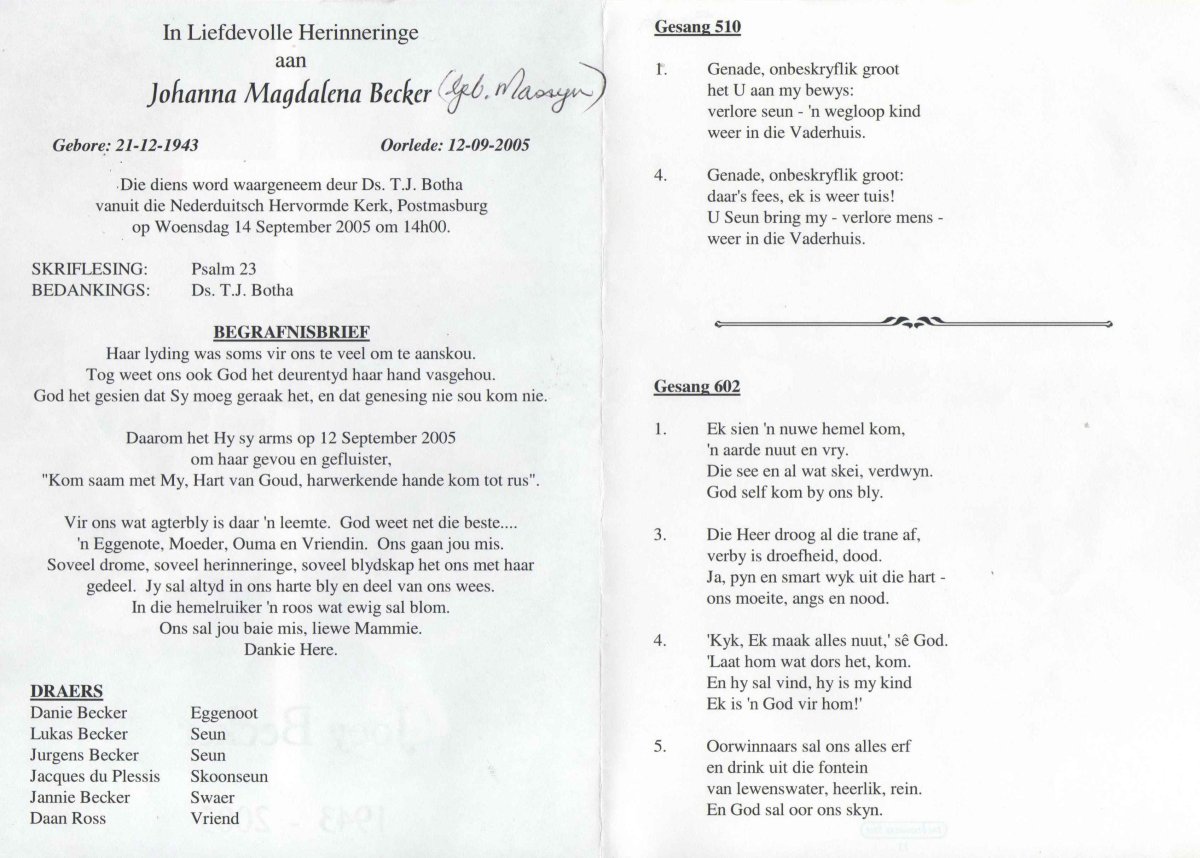 In Liefdevolle Herinneringe
aan
Johanna Magdalena Becker (Geb. Massyn)
Gebore: 21-12-1943 Oorlede: 12-09-2005
Die diens word waargeneem deur Ds. T.J. Botha
vanuit die Nederduitsch Hervormde Kerk, Postmasburg
op Woensdag 14 September 2005 om 14h00.
SKRIFLESING: Psalm 23
BEDANKINGS: Ds. T.J. Botha
BEGRAFNISBRIEF
Haar lyding was soms vir ons te veel om te aanskou.
Tog weet ons ook God het deurentyd haar hand vasgehou.
God het gesien dat Sy moeg geraak het, en dat genesing nie sou kom nie.
Daarom het Hy sy arms op 12 September 2005
om haar gevou en gefluister,
"Kom saam met My, Hart van Goud, harwerkende hande kom tot rus".
Vir ons wat agterbly is daar 'n leemte. God weet net die beste....
'n Eggenote, Moeder, Ouma en Vriendin. Ons gaan jou mis.
Soveel drome, soveel herinneringe, soveel blydskap het ons met haar
gedeel. Jy sal altyd in ons harte bly en deel van ons wees.
In die hemelruiker 'n roos wat ewig sal blom.
Ons sal jou baie mis, liewe Mammie.
Dankie Here.
DRAERS
Danie Becker Eggenoot
Lukas Becker Seun
Jurgens Becker Seun
Jacques du Plessis Skoonseun
Jannie Becker Swaer
Daan Ross Vriend
Gesang 510
1. Genade, onbeskryflik groot
het U aan my bewys:
verlore seun - 'n wegloop kind
weer in die Vaderhuis.
4. Genade, onbeskryflik groot:
daar's fees, ek is weer tuis!
U Seun bring my - verlore mens -
weer in die Vaderhuis.
Gesang 602
1. Ek sien 'n nuwe hemel kom,
'n aarde nuut en vry.
Die see en al wat skei, verdwyn.
God self kom by ons bly.
3. Die Heer droog al die trane af,
verby is droefheid, dood.
Ja, pyn en smart wyk uit die hart -
ons moeite, angs en nood.
4. 'Kyk, Ek maak alles nuut,' sê God.
'Laat hom wat dors het, kom.
En hy sal vind, hy is my kind
Ek is 'n God vir hom!'
5. Oorwinnaars sal ons alles erf
en drink uit die fontein
van lewenswater, heerlik, rein.
En God sal oor ons skyn.